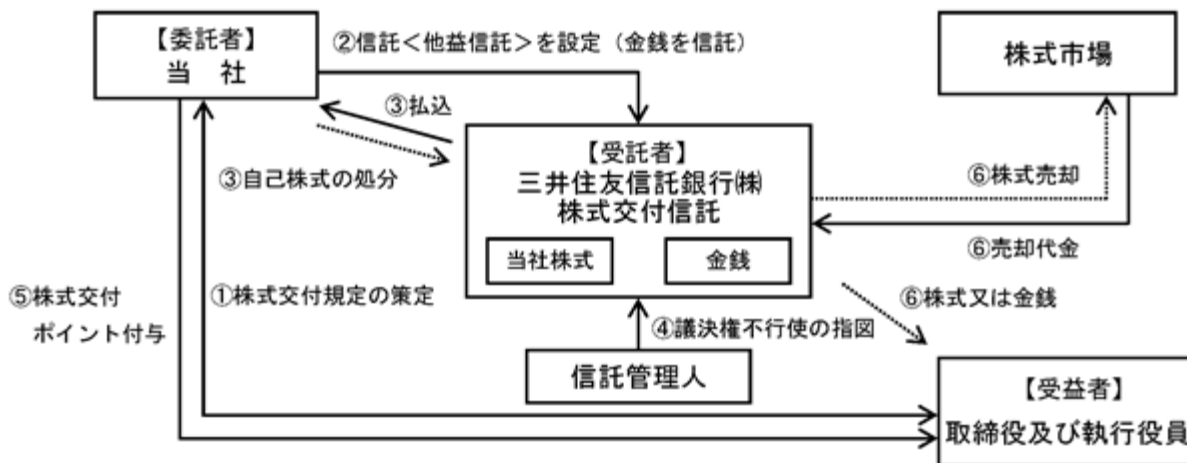 【委託者】
当　社
②信託＜他益信託＞を設定（金銭を信託）
株式市場
③払込
【受託者】
三井住友信託銀行㈱
株式交付信託
③自己株式の処分
⑥株式売却
当社株式
金銭
⑥売却代金
⑤株式交付
ポイント付与
①株式交付規定の策定
⑥株式又は金銭
④議決権不行使の指図
信託管理人
【受益者】
取締役及び執行役員